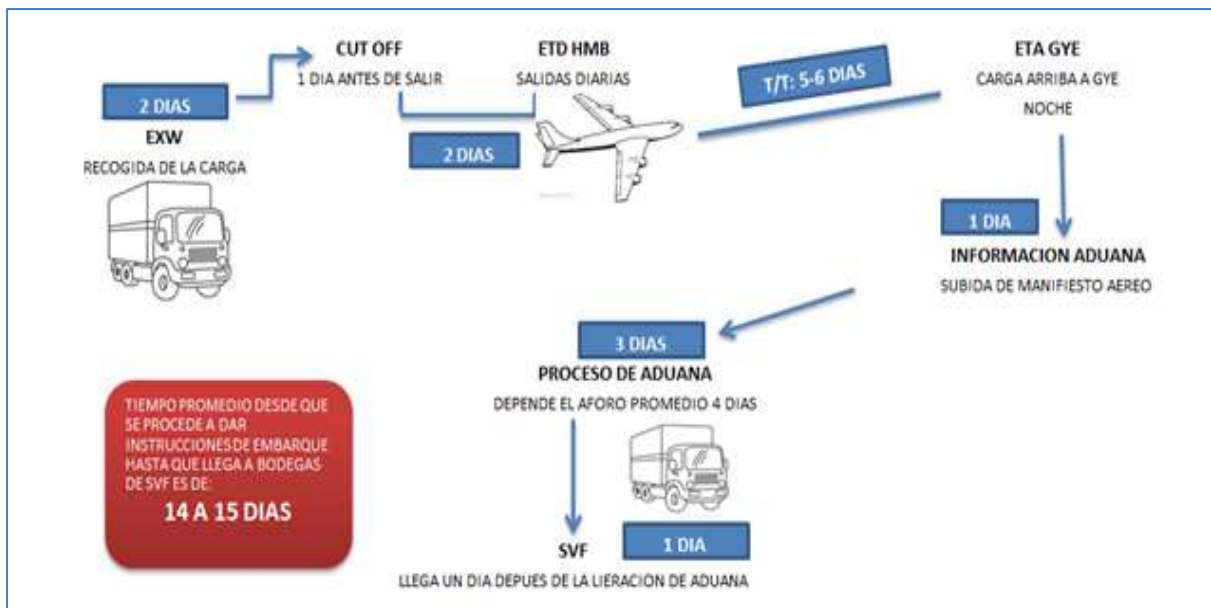 CUT OFF
1 DIA ANTES DE SALIR
ETD HMB
SALIDAS DIARIAS
T/T: 5-6 DIAS
ETA GYE
CARGA ARRIBA A GYE
NOCHE
2 DIAS
EXW
RECOGIDA DE LA CARGA
2 DIAS
1 DIA
INFORMACION ADUANA
SUBIDA DE MANIFIESTO AEREO
3 DIAS
PROCESO DE ADUANA
DEPENDE EL AFORO PROMEDIO 4 DIAS
TIEMPO PROMEDIO DESDE QUE
SE PROCEDE A DAR
INSTRUCCIONES DE EMBARQUE
HASTA QUE LLEGA A BODEGAS
DE SVF ES DE:
14 A 15 DIAS
1 DIA
SVF
LLEGA UN DIA DEPUES DE LA LIERACION DE ADUANA